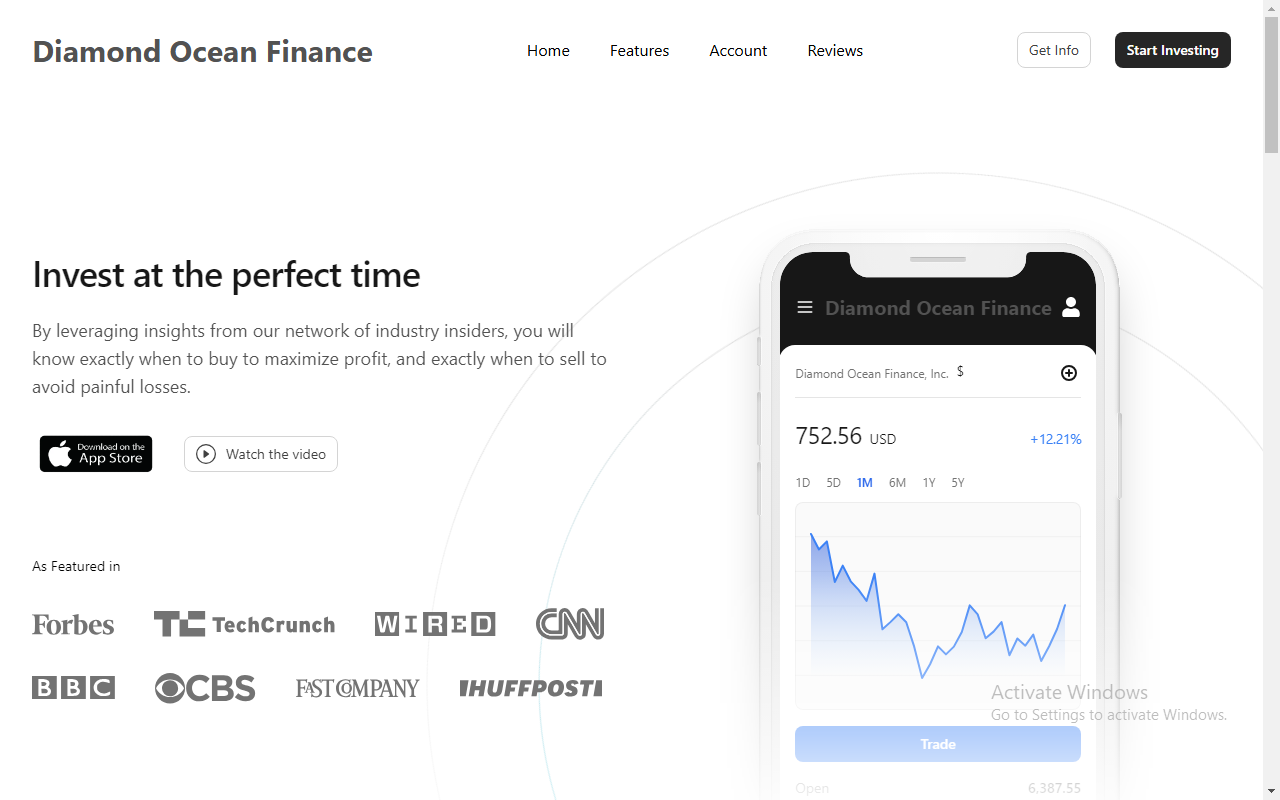 Diamond Ocean Finance
Home
Features
Account
Reviews
Get Info
Start Investing
Invest at the perfect time
By leveraging insights from our network of industry insiders, you will
know exactly when to buy to maximize profit, and exactly when to sell to
avoid painful losses.
Download on the
App Store
Watch the video
As Featured in
Forbes
TC TechCrunch
WIRED
CNN
BBC
CBS
FAST COMPANY
HUFFPOST
Diamond Ocean Finance
Diamond Ocean Finance, Inc. $
752.56 USD
+12.21%
1D 5D 1M 6M 1Y 5Y
Trade
Open 6,387.55
Activate Windows
Go to Settings to activate Windows.